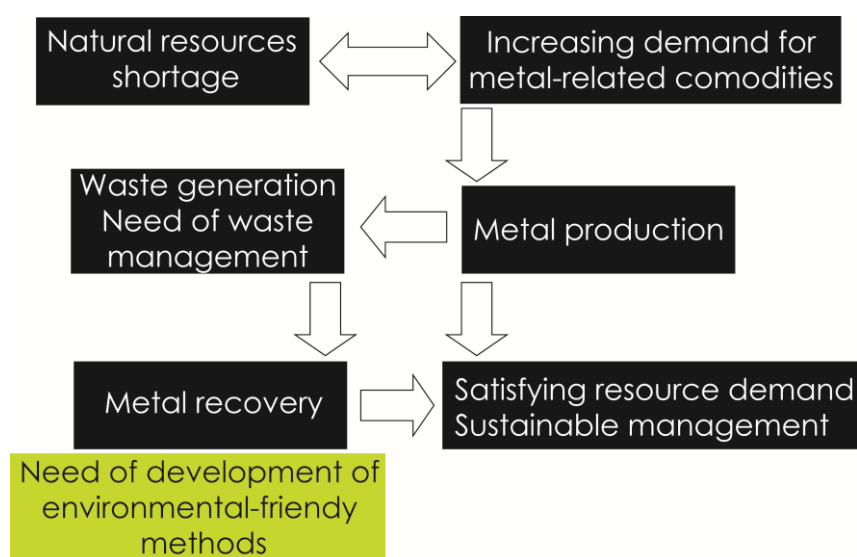 Natural resources
shortage
Increasing demand for
metal-related comodities
Waste generation
Need of waste
management
Metal production
Metal recovery
Satisfying resource demand
Sustainable management
Need of development of
environmental-friendy
methods